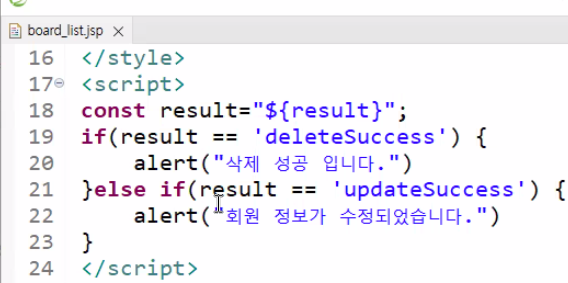 board_list.jsp
16 </style>
17 <script>
18 const result="${result}";
19 if(result == 'deleteSuccess') {
20     alert("삭제 성공 입니다.")
21 }else if(result == 'updateSuccess') {
22     alert("회원 정보가 수정되었습니다.")
23 }
24 </script>